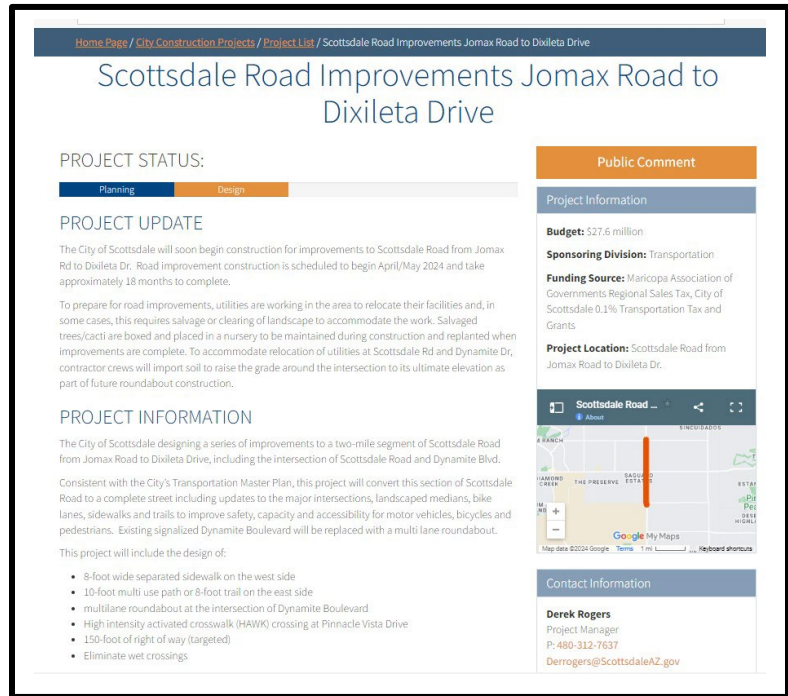 Home Page / City Construction Projects / Project List / Scottsdale Road Improvements Jomax Road to Dixileta Drive
Scottsdale Road Improvements Jomax Road to
Dixileta Drive
PROJECT STATUS:
Planning
Design
PROJECT UPDATE
The City of Scottsdale will soon begin construction for improvements to Scottsdale Road from Jomax
Rd to Dixileta Dr.  Road improvement construction is scheduled to begin April/May 2024 and take
approximately 18 months to complete.
To prepare for road improvements, utilities are working in the area to relocate their facilities and, in
some cases, this requires salvage or clearing of landscape to accommodate the work. Salvaged
trees/cacti are boxed and placed in a nursery to be maintained during construction and replanted when
improvements are complete. To accommodate relocation of utilities at Scottsdale Rd and Dynamite Dr,
contractor crews will import soil to raise the grade around the intersection to its ultimate elevation as
part of future roundabout construction.
PROJECT INFORMATION
The City of Scottsdale designing a series of improvements to a two-mile segment of Scottsdale Road
from Jomax Road to Dixileta Drive, including the intersection of Scottsdale Road and Dynamite Blvd.
Consistent with the City's Transportation Master Plan, this project will convert this section of Scottsdale
Road to a complete street including updates to the major intersections, landscaped medians, bike
lanes, sidewalks and trails to improve safety, capacity and accessibility for motor vehicles, bicycles and
pedestrians.  Existing signalized Dynamite Boulevard will be replaced with a multi lane roundabout.
This project will include the design of:
• 8-foot wide separated sidewalk on the west side
• 10-foot multi use path or 8-foot trail on the east side
• multilane roundabout at the intersection of Dynamite Boulevard
• High intensity activated crosswalk (HAWK) crossing at Pinnacle Vista Drive
• 150-foot of right of way (targeted)
• Eliminate wet crossings
Public Comment
Project Information
Budget: $27.6 million
Sponsoring Division: Transportation
Funding Source: Maricopa Association of
Governments Regional Sales Tax, City of
Scottsdale 0.1% Transportation Tax and
Grants
Project Location: Scottsdale Road from
Jomax Road to Dixileta Dr.
Scottsdale Road ...
About
RANCH
DIAMOND
CREEK
THE PRESERVE
SAGUARO
ESTATES
Google My Maps
Map data ©2024 Google
Terms
1 mi
Keyboard shortcuts
Contact Information
Derek Rogers
Project Manager
P: 480-312-7637
Derrogers@ScottsdaleAZ.gov